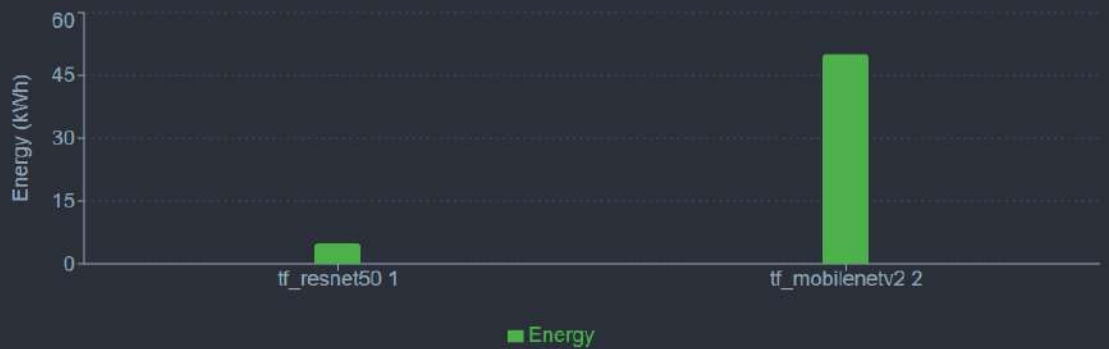 60
45
30
15
0
Energy (kWh)
tf_resnet50 1
tf_mobilenetv2 2
Energy